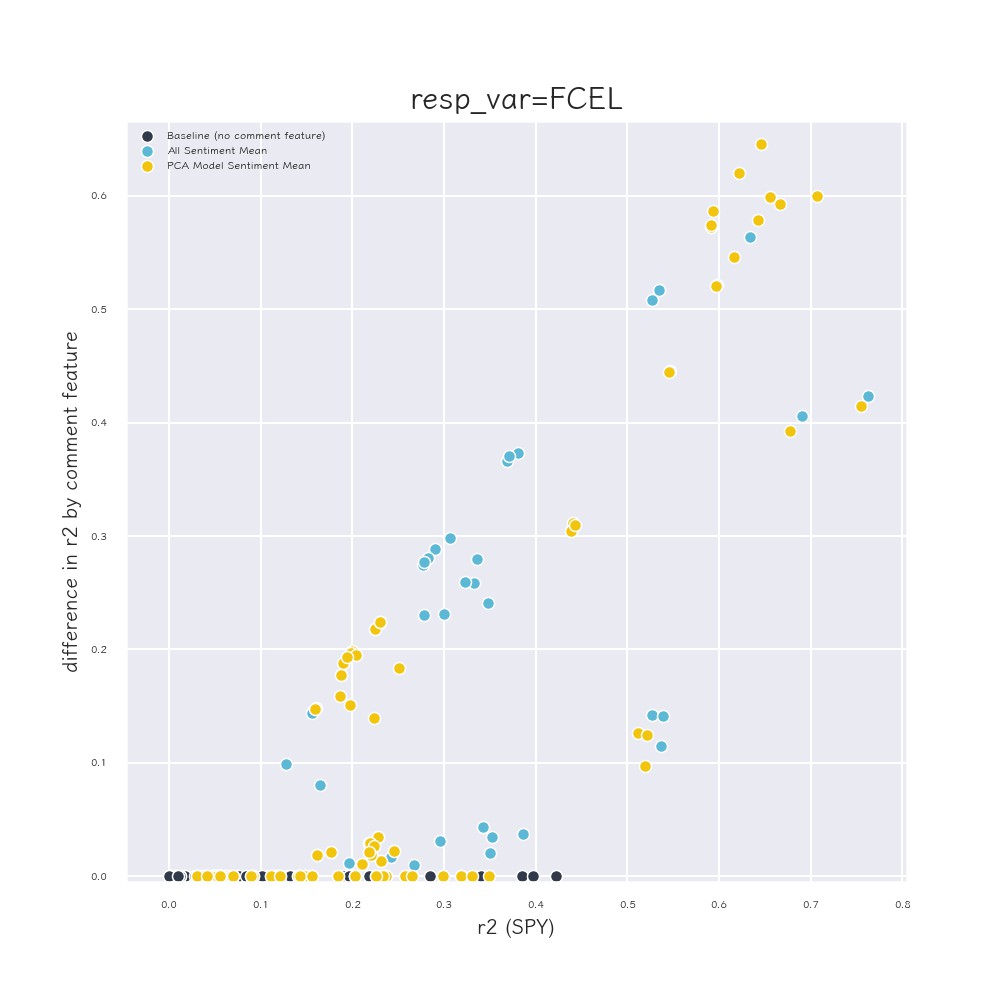 resp_var=FCEL
Baseline (no comment feature)
All Sentiment Mean
PCA Model Sentiment Mean
difference in r2 by comment feature
0.6
0.5
0.4
0.3
0.2
0.1
0.0
0.0 0.1 0.2 0.3 0.4 0.5 0.6 0.7 0.8
r2 (SPY)